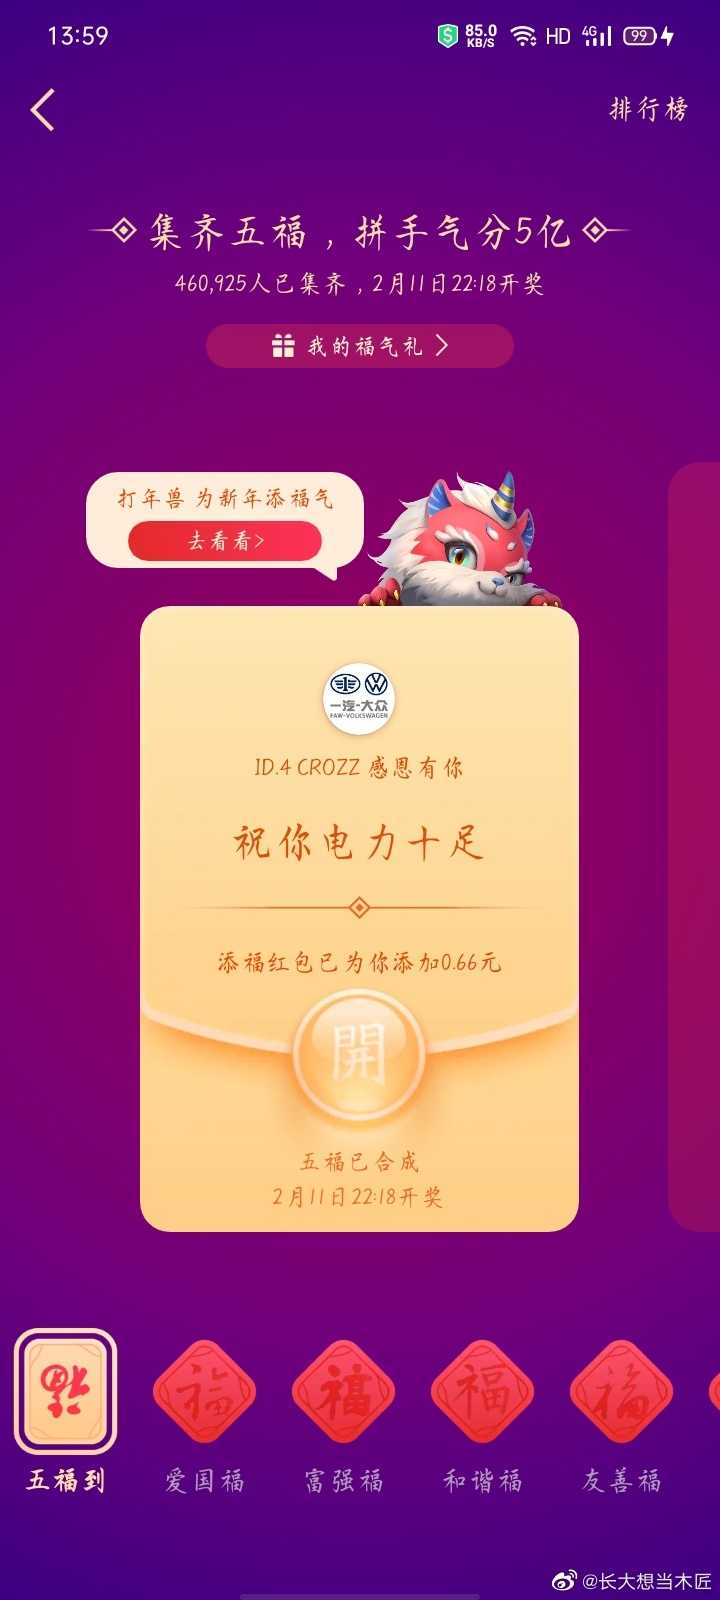 13:59
85.0
KB/S
HD
4G
99
排行榜
集齐五福，拼手气分5亿
460,925人已集齐，2月11日22:18开奖
我的福气礼
打年兽 为新年添福气
去看看>
一汽-大众
FAW-VOLKSWAGEN
ID.4 CROZZ 感恩有你
祝你电力十足
添福红包已为你添加0.66元
開
五福已合成
2月11日22:18开奖
福
福
福
福
福
五福到
爱国福
富强福
和谐福
友善福
@长大想当木匠